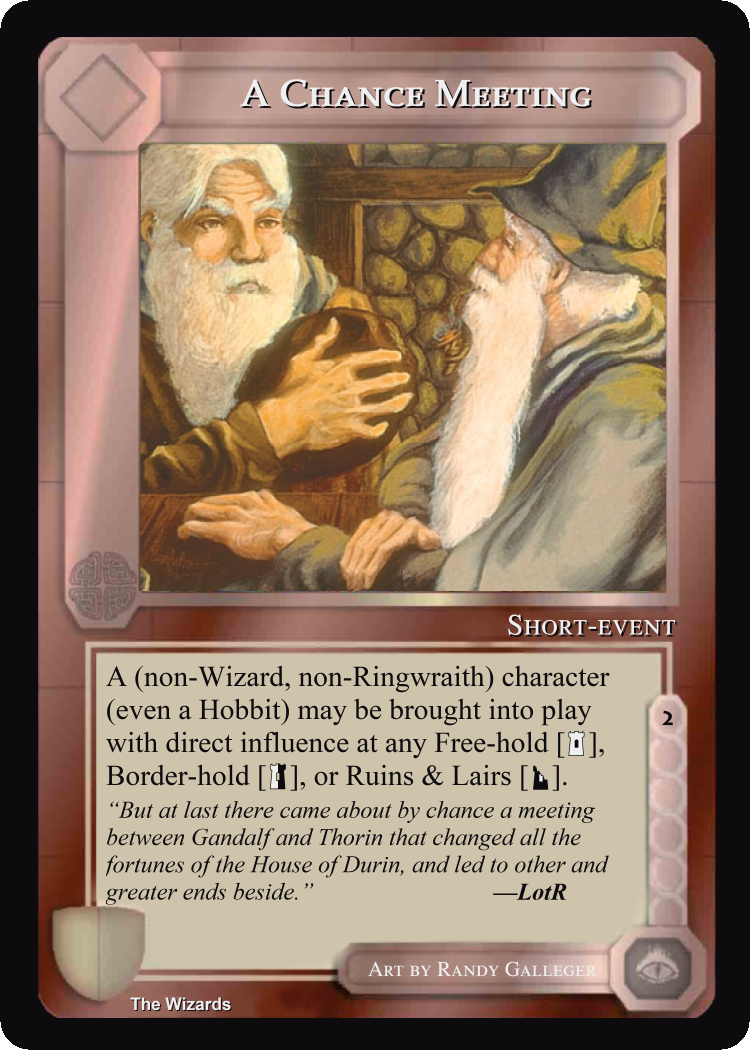 A Chance Meeting
Short-event
A (non-Wizard, non-Ringwraith) character
(even a Hobbit) may be brought into play
with direct influence at any Free-hold [ ],
Border-hold [ ], or Ruins & Lairs [ ].
2
“But at last there came about by chance a meeting
between Gandalf and Thorin that changed all the
fortunes of the House of Durin, and led to other and
greater ends beside.” —LotR
Art by Randy Galleger
The Wizards